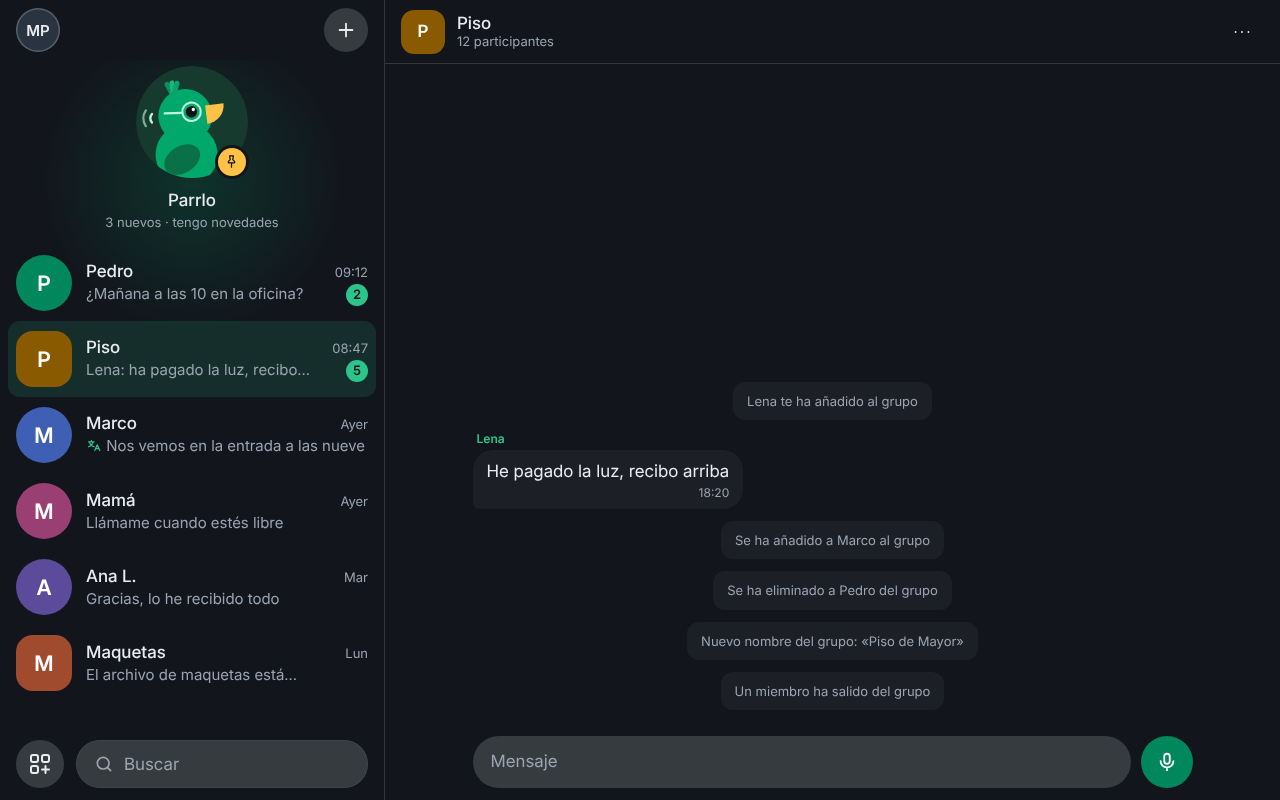 MP
Parrlo
3 nuevos · tengo novedades
P
Pedro
09:12
¿Mañana a las 10 en la oficina?
2
P
Piso
08:47
Lena: ha pagado la luz, recibo...
5
M
Marco
Ayer
Nos vemos en la entrada a las nueve
M
Mamá
Ayer
Llámame cuando estés libre
A
Ana L.
Mar
Gracias, lo he recibido todo
M
Maquetas
Lun
El archivo de maquetas está...
Buscar
P
Piso
12 participantes
Lena te ha añadido al grupo
Lena
He pagado la luz, recibo arriba
18:20
Se ha añadido a Marco al grupo
Se ha eliminado a Pedro del grupo
Nuevo nombre del grupo: «Piso de Mayor»
Un miembro ha salido del grupo
Mensaje